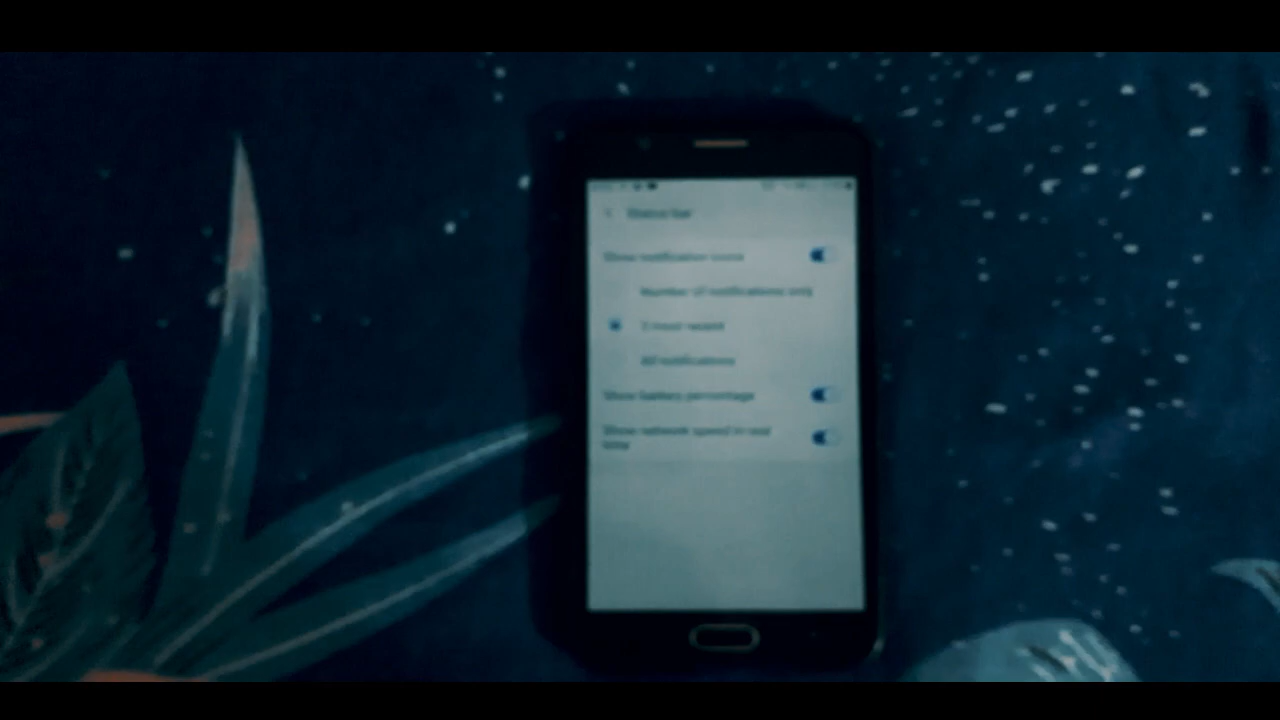 Status bar
Show notification icons
Number of notifications only
3 most recent
All notifications
Show battery percentage
Show network speed in real
time